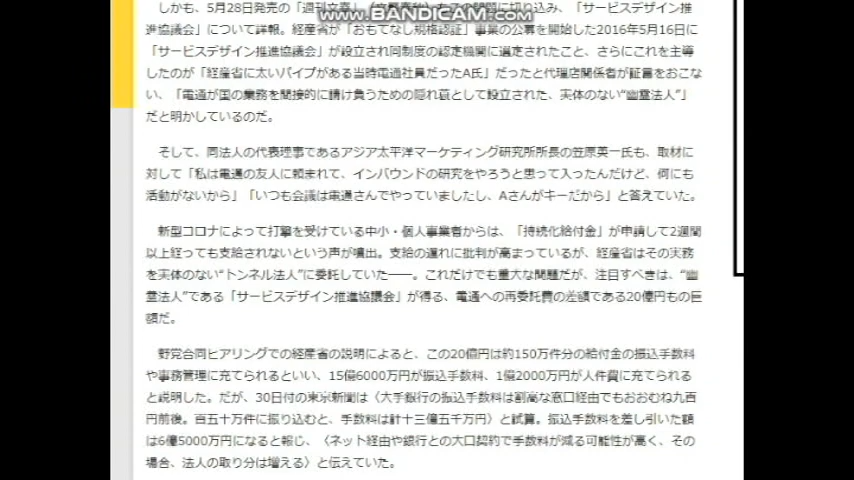 しかも、5月28日発売の「週刊文春」
BANDICAM.com
の問題に切り込み、「サービスデザイン推
進協議会」について詳報。経産省が「おもてなし規格認証」事業の公募を開始した2016年5月16日に
「サービスデザイン推進協議会」が設立され同制度の認定機関に選定されたこと、さらにこれを主導
したのが「経産省に太いパイプがある当時電通社員だったA氏」だったと代理店関係者が証言をおこな
い、「電通が国の業務を間接的に請け負うための隠れ蓑として設立された、実体のない“幽霊法人”」
だと明かしているのだ。
そして、同法人の代表理事であるアジア太平洋マーケティング研究所所長の笠原英一氏も、取材に
対して「私は電通の友人に頼まれて、インバウンドの研究をやろうと思って入ったんだけど、何にも
活動がないから」「いつも会議は電通さんでやっていましたし、Aさんがキーだから」と答えていた。
新型コロナによって打撃を受けている中小・個人事業者からは、「持続化給付金」が申請して2週間
以上経っても支給されないという声が噴出。支給の遅れに批判が高まっているが、経産省はその実務
を実体のない“トンネル法人”に委託していた——。これだけでも重大な問題だが、注目すべきは、“幽
霊法人”である「サービスデザイン推進協議会」が得る、電通への再委託費の差額である20億円もの巨
額だ。
野党合同ヒアリングでの経産省の説明によると、この20億円は約150万件分の給付金の振込手数料
や事務管理に充てられるといい、15億6000万円が振込手数料、1億2000万円が人件費に充てられる
と説明した。だが、30日付の東京新聞は〈大手銀行の振込手数料は割高な窓口経由でもおおむね九百
円前後。百五十万件に振り込むと、手数料は計十三億五千万円〉と試算。振込手数料を差し引いた額
は6億5000万円になると報じ、〈ネット経由や銀行との大口契約で手数料が減る可能性が高く、その
場合、法人の取り分は増える〉と伝えていた。